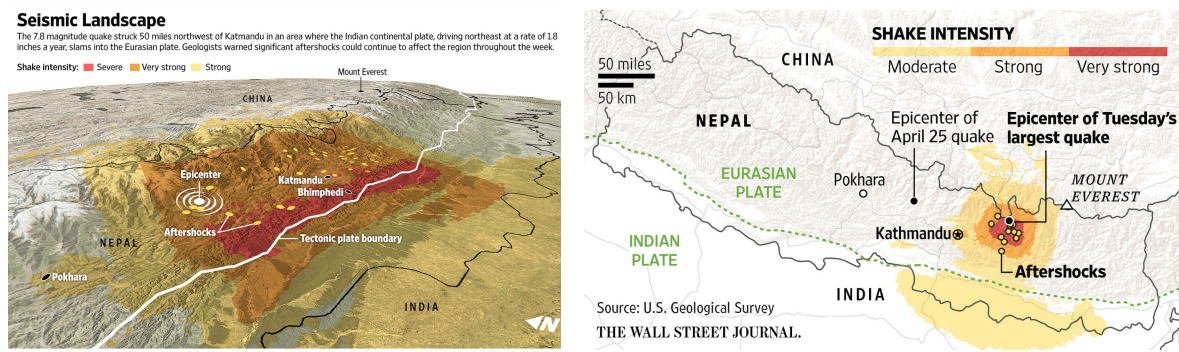 Seismic Landscape
The 7.8 magnitude quake struck 50 miles northwest of Katmandu in an area where the Indian continental plate, driving northeast at a rate of 1.8
inches a year, slams into the Eurasian plate. Geologists warned significant aftershocks could continue to affect the region throughout the week.
Shake intensity: Severe Very strong Strong
Mount Everest
CHINA
Epicenter
Katmandu
Bhimphedi
Aftershocks
Tectonic plate boundary
NEPAL
Pokhara
INDIA
N
SHAKE INTENSITY
Moderate Strong Very strong
50 miles
50 km
CHINA
NEPAL
Epicenter of
April 25 quake
Epicenter of Tuesday's
largest quake
EURASIAN
PLATE
Pokhara
MOUNT
EVEREST
Kathmandu
INDIAN
PLATE
Aftershocks
INDIA
Source: U.S. Geological Survey
THE WALL STREET JOURNAL.